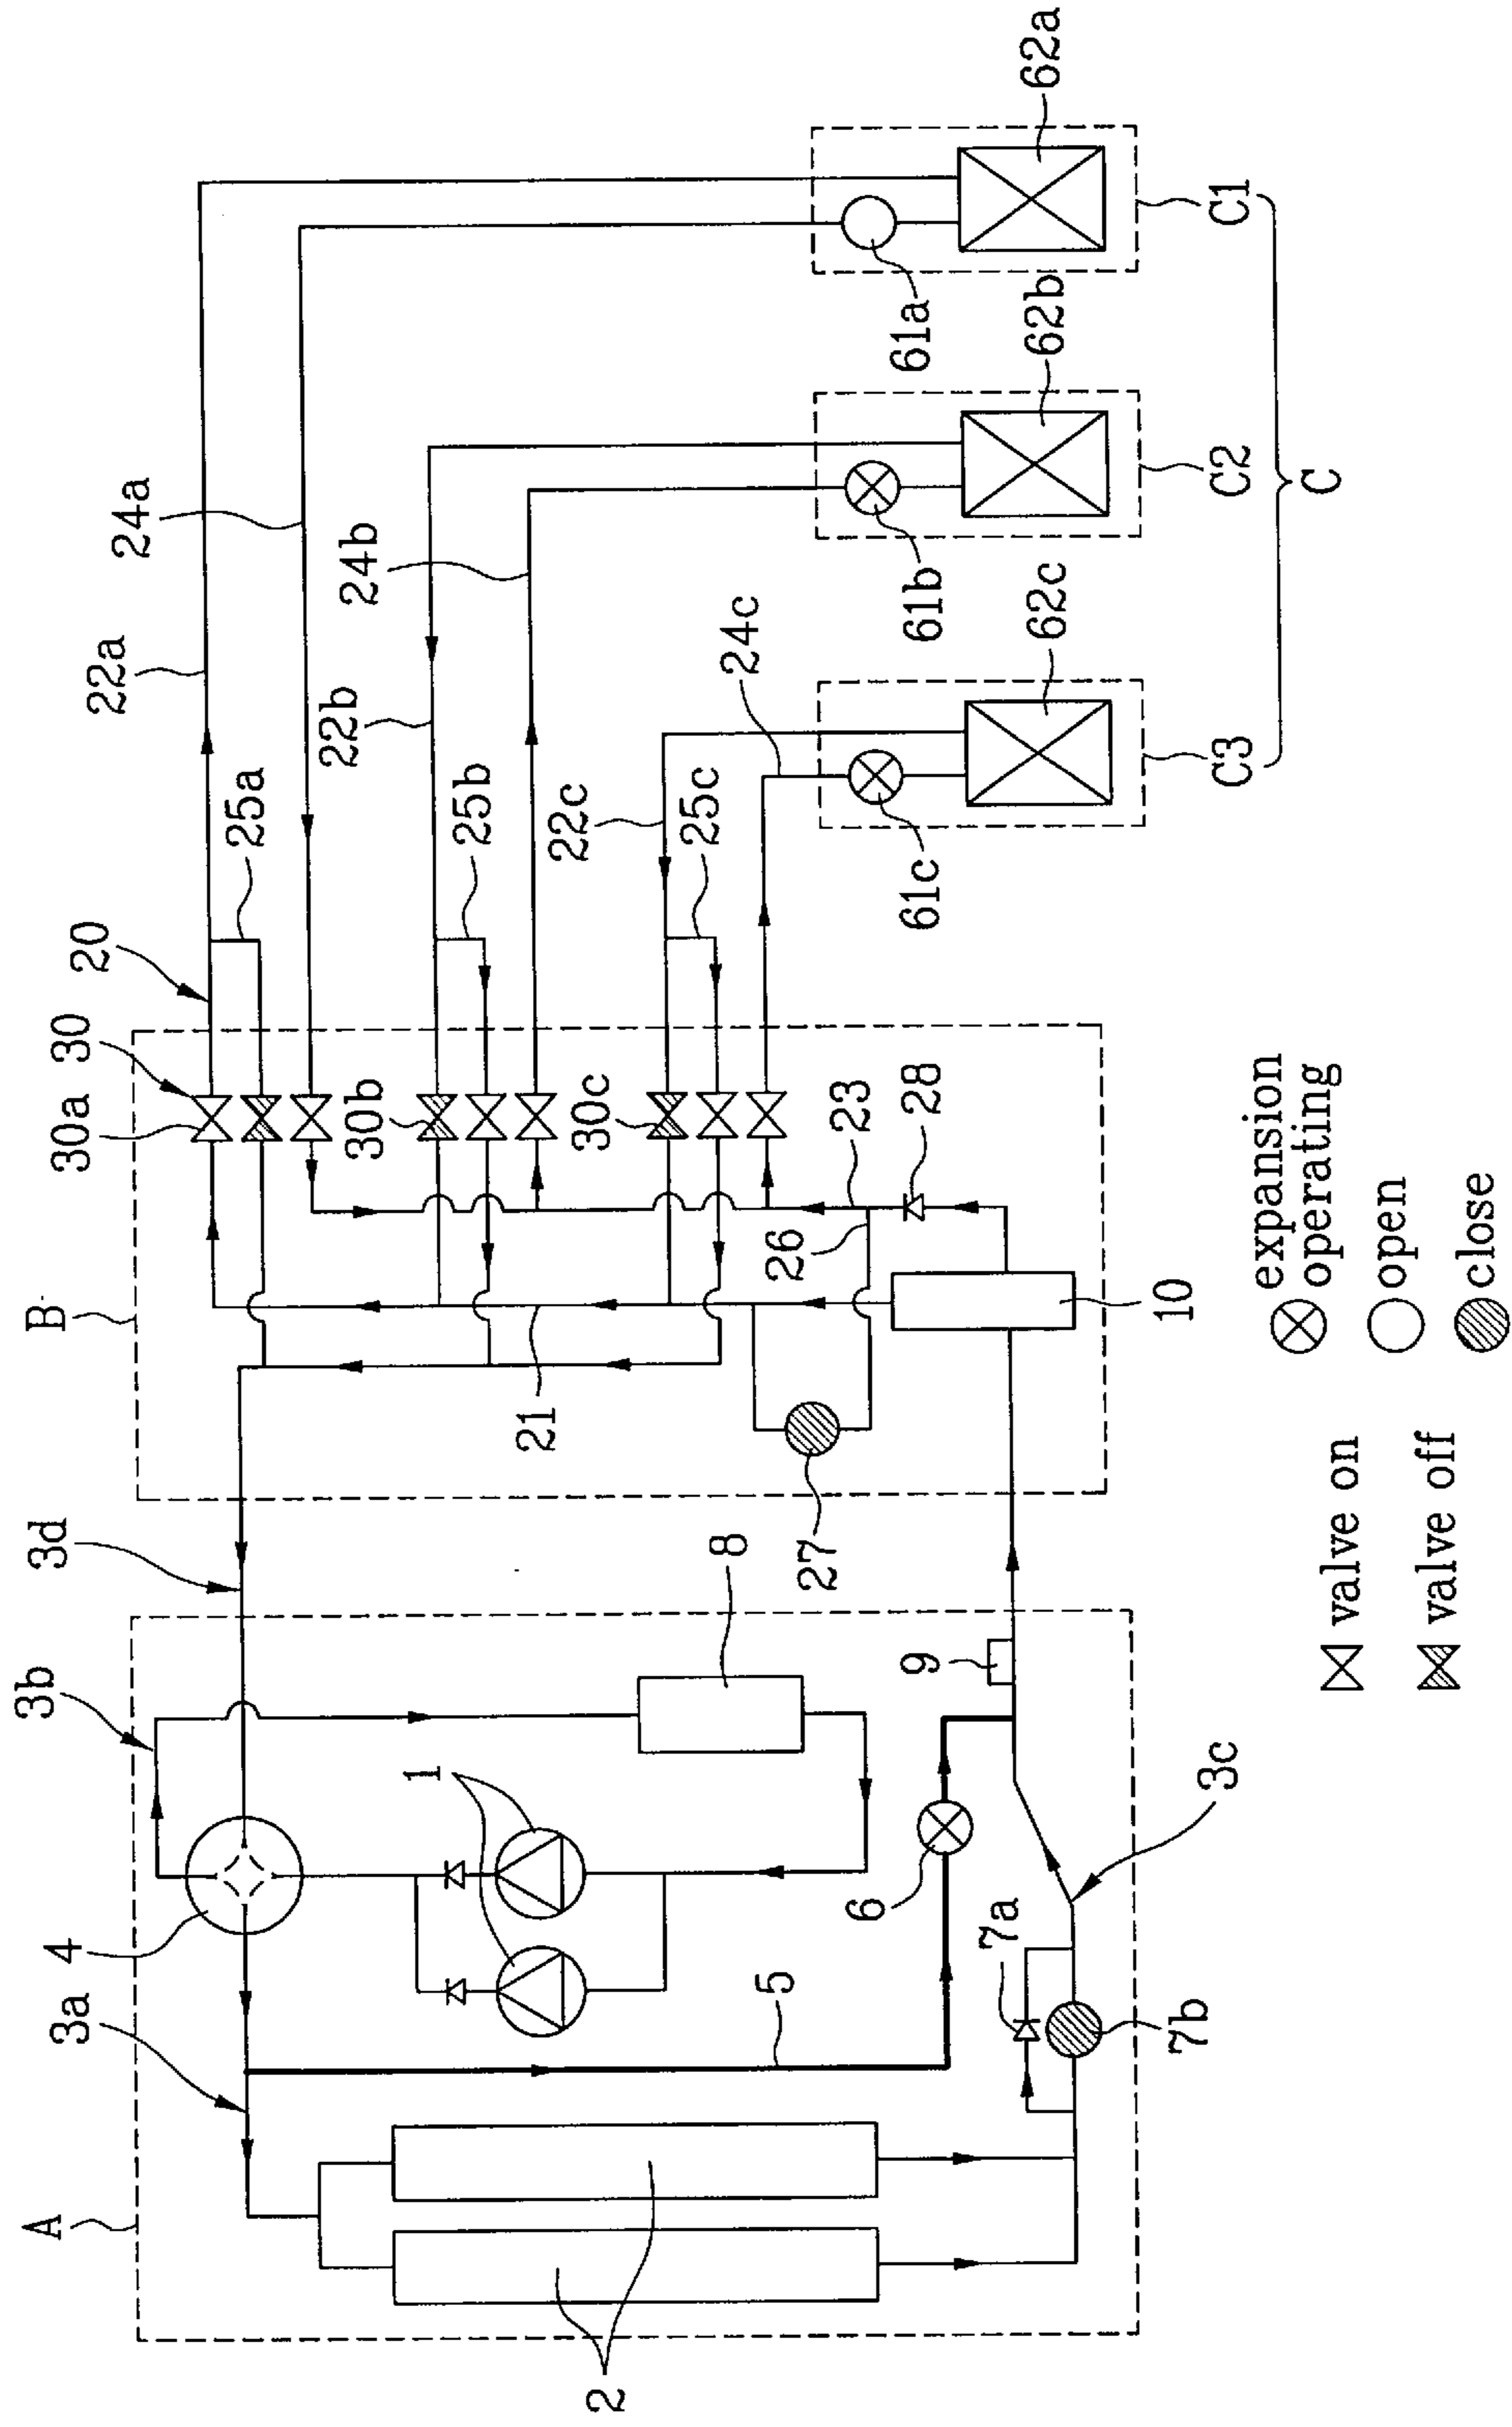 A
3a
4
3b
3d
B
30a
30
20
25a
22a
24a
22b
24b
25b
30b
22c
25c
30c
24c
1
8
21
26
23
28
27
10
2
5
6
9
7a
7b
3c
61a
62a
C1
61b
62b
C2
61c
62c
C3
C
valve on
valve off
expansion
operating
open
close